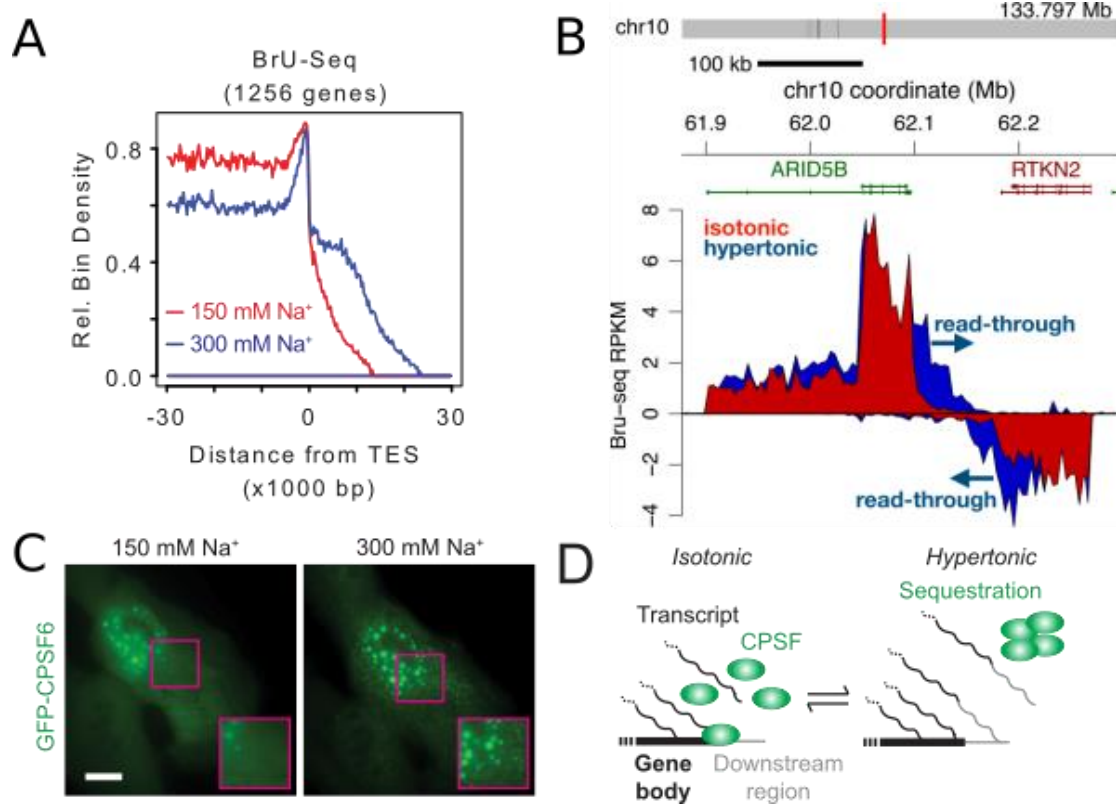 A
BrU-Seq
(1256 genes)
Rel. Bin Density
0.8
0.4
0.0
150 mM Na⁺
300 mM Na⁺
-30
0
30
Distance from TES
(x1000 bp)
B
133.797 Mb
chr10
100 kb
chr10 coordinate (Mb)
61.9
62.0
62.1
62.2
ARID5B
RTKN2
Bru-seq RPKM
8
6
4
2
0
−2
−4
isotonic
hypertonic
read-through
read-through
C
150 mM Na⁺
300 mM Na⁺
GFP-CPSF6
D
Isotonic
Hypertonic
Sequestration
Transcript
CPSF
Gene
body
Downstream
region